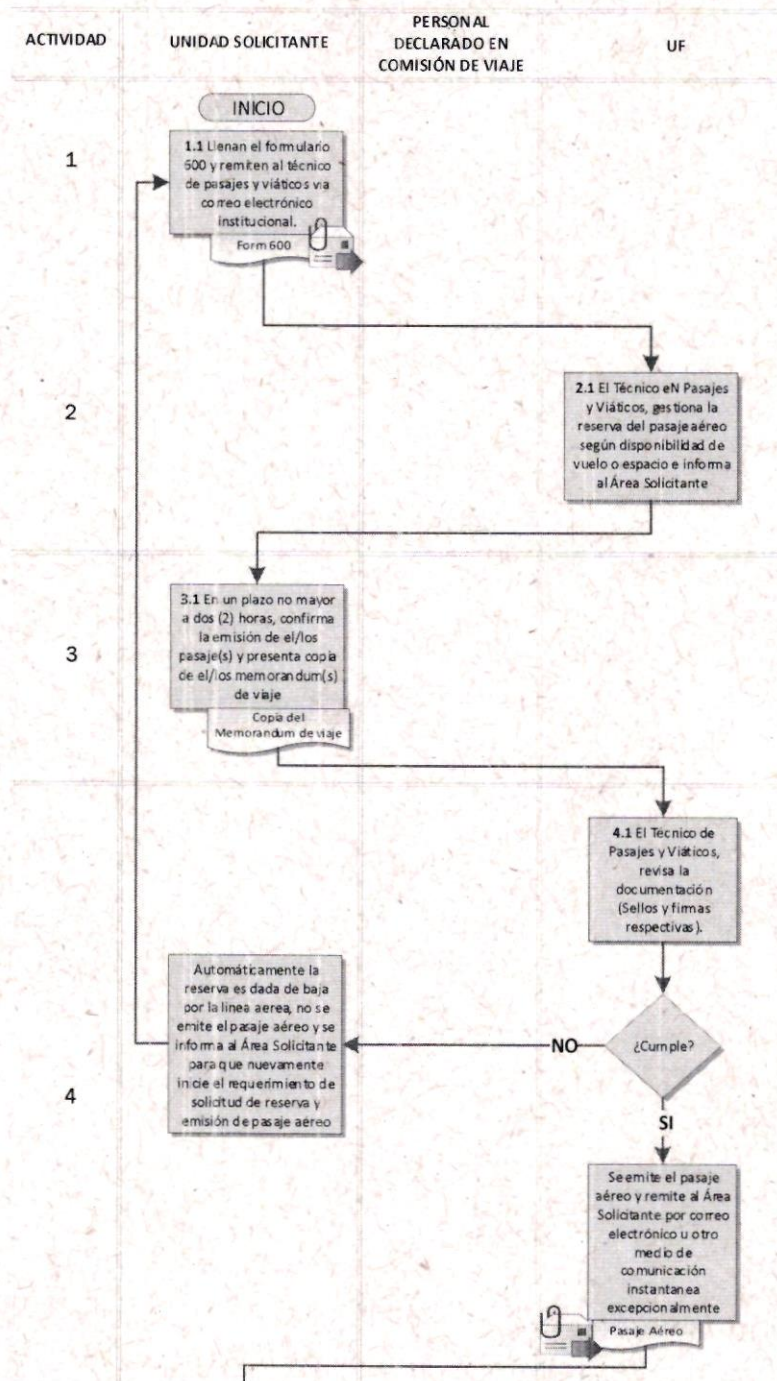 ACTIVIDAD
UNIDAD SOLICITANTE
PERSONAL
DECLARADO EN
COMISIÓN DE VIAJE
UF
INICIO
1
1.1 Llenan el formulario
600 y remiten al técnico
de pasajes y viáticos via
correo electrónico
institucional.
Form 600
2
2.1 El Técnico eN Pasajes
y Viáticos, gestiona la
reserva del pasaje aéreo
según disponibilidad de
vuelo o espacio e informa
al Área Solicitante
3
3.1 En un plazo no mayor
a dos (2) horas, confirma
la emisión de el/los
pasaje(s) y presenta copia
de el/los memorandum(s)
de viaje
Copia del
Memorandum de viaje
4
4.1 El Técnico de
Pasajes y Viáticos,
revisa la
documentación
(Sellos y firmas
respectivas).
¿Cumple?
NO
Automáticamente la
reserva es dada de baja
por la linea aerea, no se
emite el pasaje aéreo y se
informa al Área Solicitante
para que nuevamente
inicie el requerimiento de
solicitud de reserva y
emisión de pasaje aéreo
SI
Se emite el pasaje
aéreo y remite al Área
Solicitante por correo
electrónico u otro
medio de
comunicación
instantanea
excepcionalmente
Pasaje Aéreo